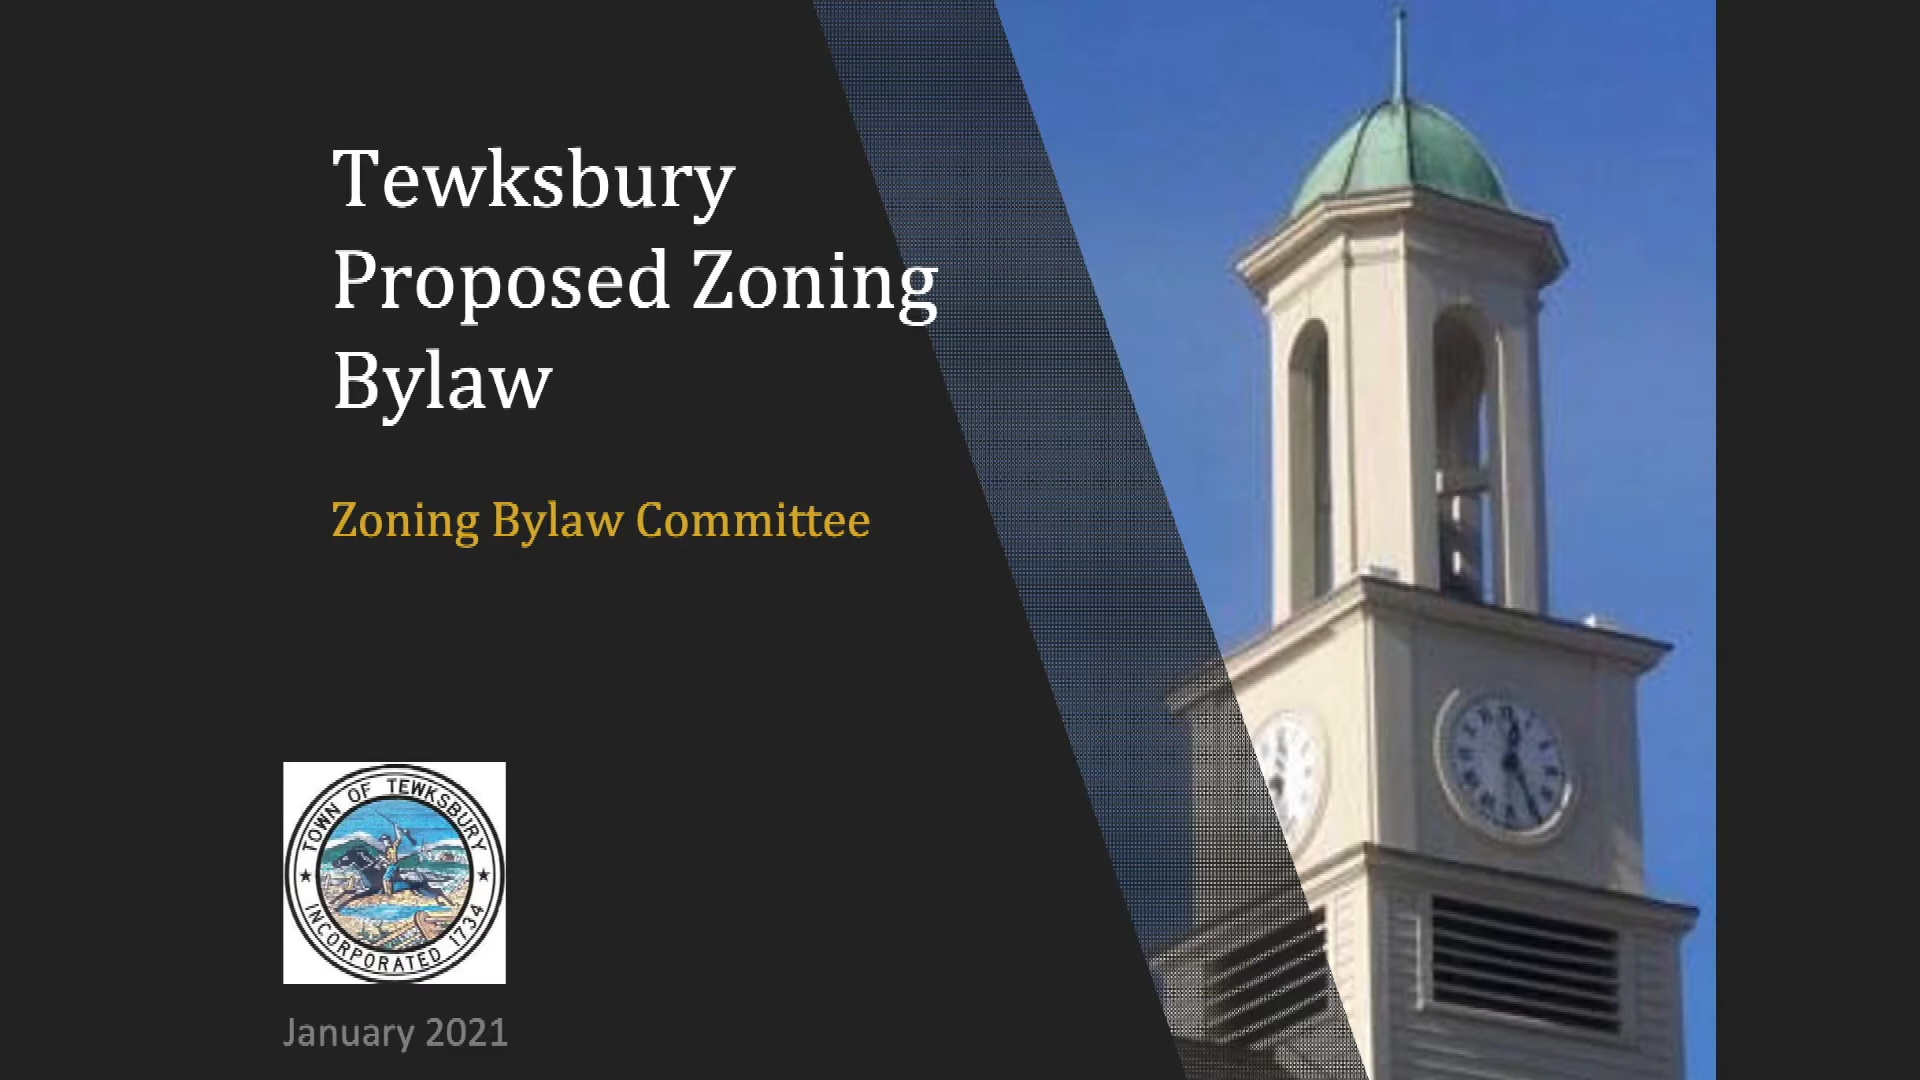 Tewksbury
Proposed Zoning
Bylaw
Zoning Bylaw Committee
TOWN OF TEWKSBURY
INCORPORATED 1734
January 2021